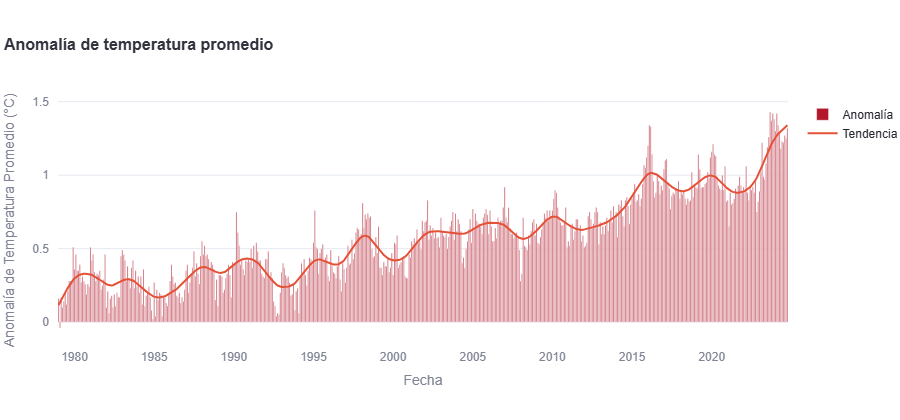 Anomalía de temperatura promedio
Anomalía de Temperatura Promedio (°C)
1.5
1
0.5
0
1980
1985
1990
1995
2000
2005
2010
2015
2020
Fecha
Anomalía
Tendencia